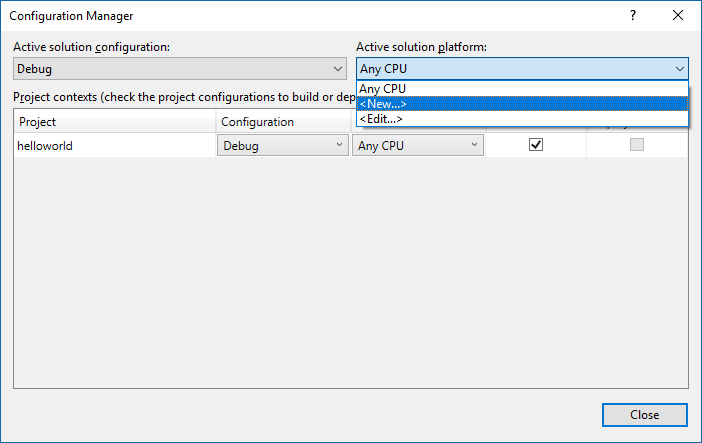 Configuration Manager
?
Active solution configuration: Active solution platform:
Debug Any CPU
Any CPU
<New...>
<Edit...>
Project contexts (check the project configurations to build or dep
Project Configuration
helloworld Debug Any CPU
Close